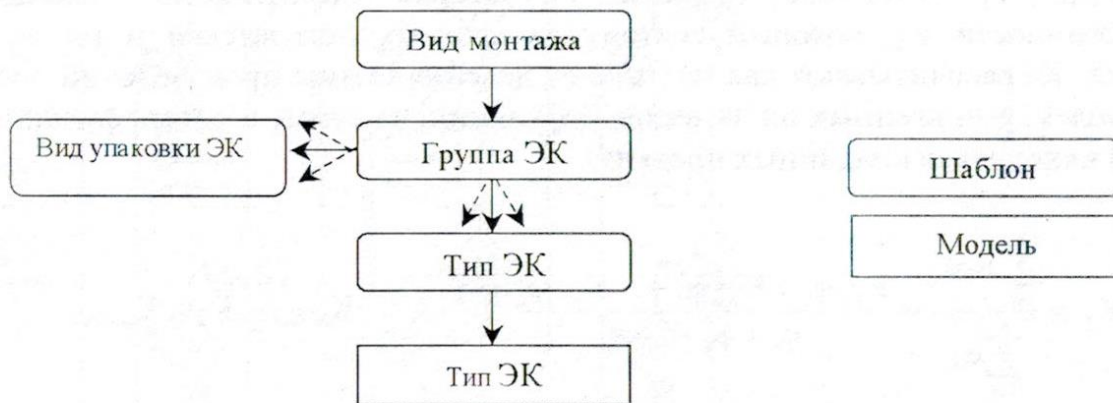 Вид монтажа
Вид упаковки ЭК
Группа ЭК
Шаблон
Тип ЭК
Модель
Тип ЭК